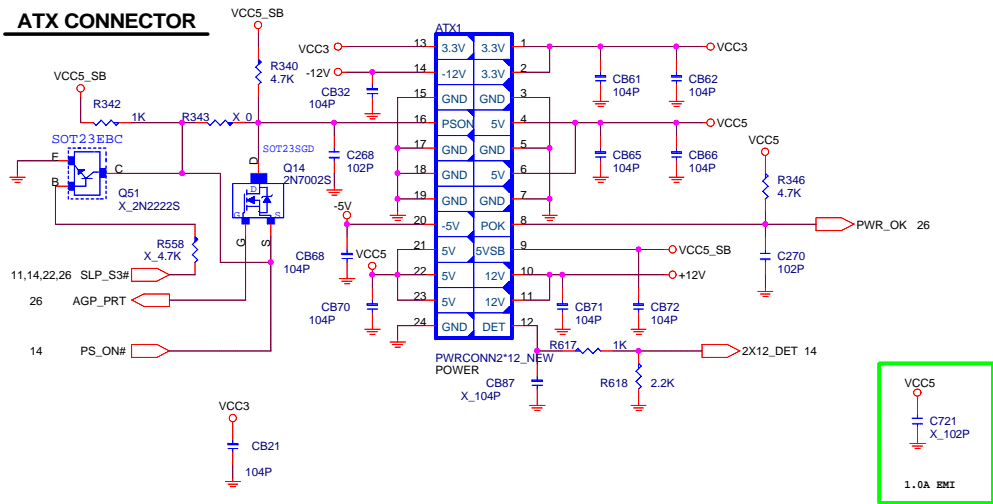 ATX CONNECTOR
VCC5_SB
R340
4.7K
VCC5_SB
R342
1K
R343
X_0
SOT23EBC
E
B
C
Q51
X_2N2222S
SOT23SGD
D
Q14
2N7002S
D
G
S
G
S
C268
102P
R558
X_4.7K
11,14,22,26 SLP_S3#
26 AGP_PRT
14 PS_ON#
VCC3
-12V
CB32
104P
-5V
CB68
104P
VCC5
CB70
104P
ATX1
13 3.3V 3.3V 1
14 -12V 3.3V 2
15 GND GND 3
16 PSON 5V 4
17 GND GND 5
18 GND 5V 6
19 GND GND 7
20 -5V POK 8
21 5V 5VSB 9
22 5V 12V 10
23 5V 12V 11
24 GND DET 12
PWRCONN2*12_NEW
POWER
VCC3
CB61
104P
CB62
104P
VCC5
CB65
104P
CB66
104P
VCC5
R346
4.7K
PWR_OK 26
C270
102P
VCC5_SB
+12V
CB71
104P
CB72
104P
R617
1K
2X12_DET 14
CB87
X_104P
R618
2.2K
VCC3
CB21
104P
VCC5
C721
X_102P
1.0A EMI